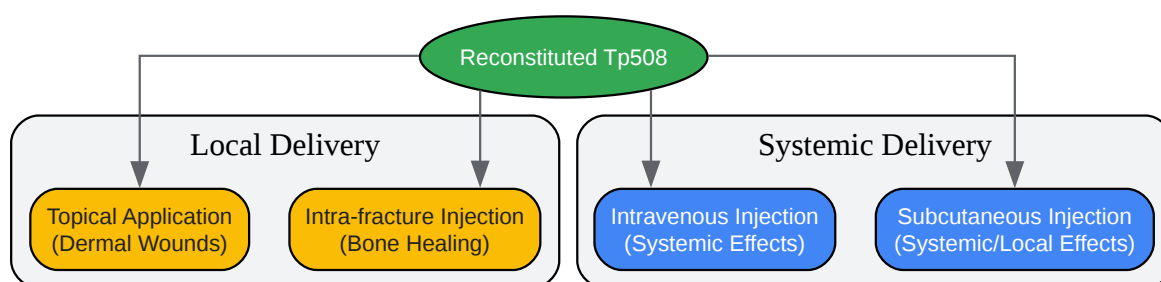 Reconstituted Tp508
Local Delivery
Systemic Delivery
Topical Application
(Dermal Wounds)
Intra-fracture Injection
(Bone Healing)
Intravenous Injection
(Systemic Effects)
Subcutaneous Injection
(Systemic/Local Effects)